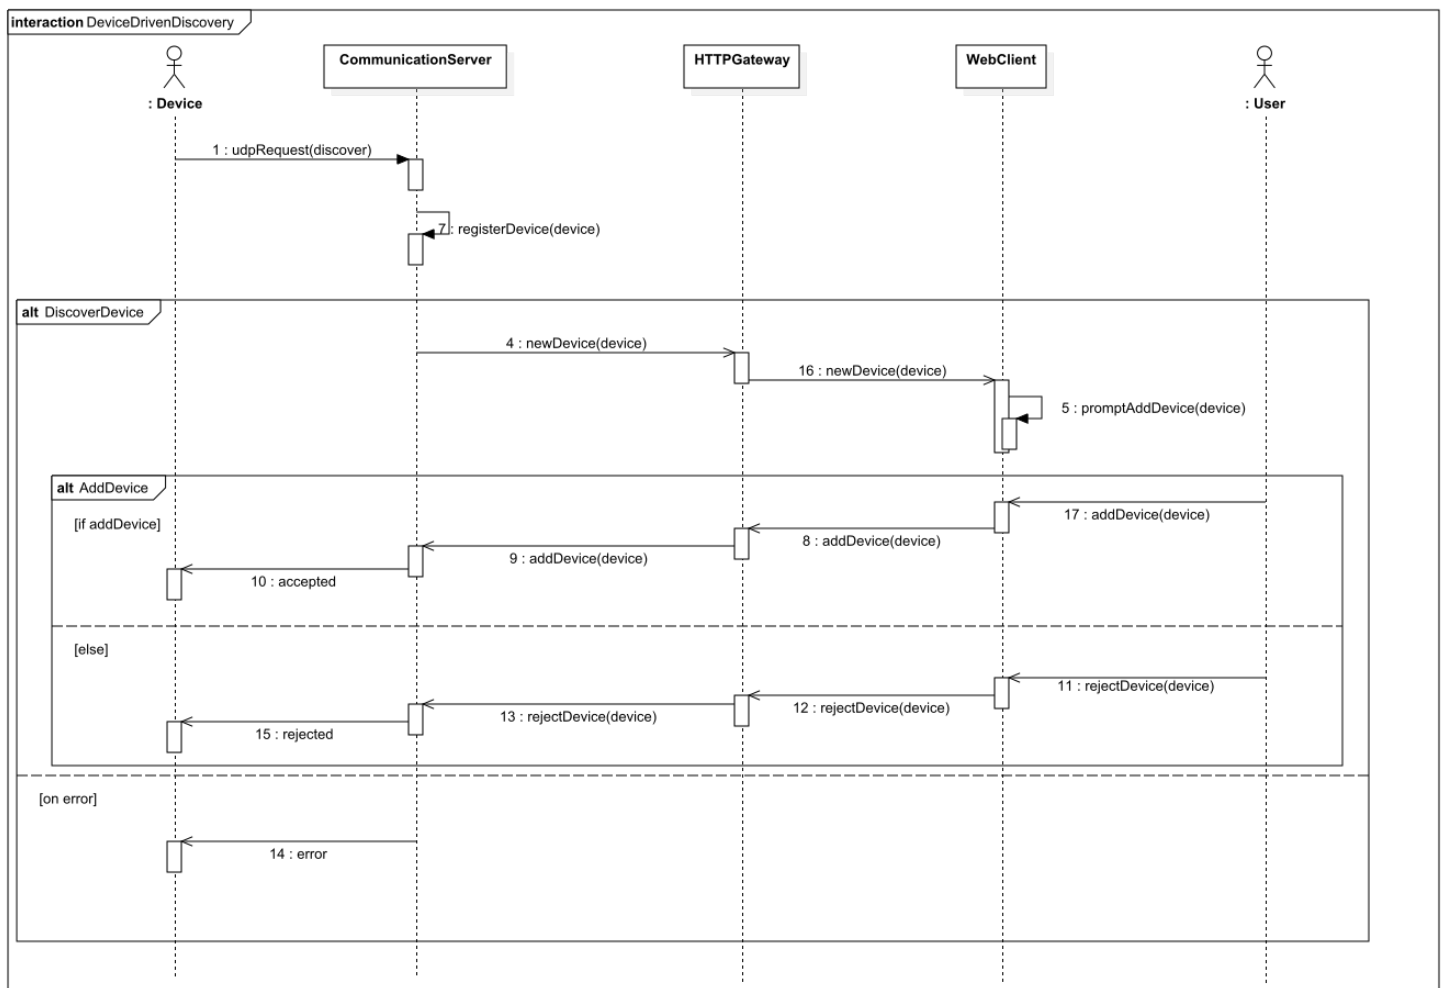 interaction DeviceDrivenDiscovery
CommunicationServer
HTTPGateway
WebClient
: Device
: User
1 : udpRequest(discover)
7 : registerDevice(device)
alt DiscoverDevice
4 : newDevice(device)
16 : newDevice(device)
5 : promptAddDevice(device)
alt AddDevice
[if addDevice]
17 : addDevice(device)
8 : addDevice(device)
9 : addDevice(device)
10 : accepted
[else]
11 : rejectDevice(device)
12 : rejectDevice(device)
13 : rejectDevice(device)
15 : rejected
[on error]
14 : error